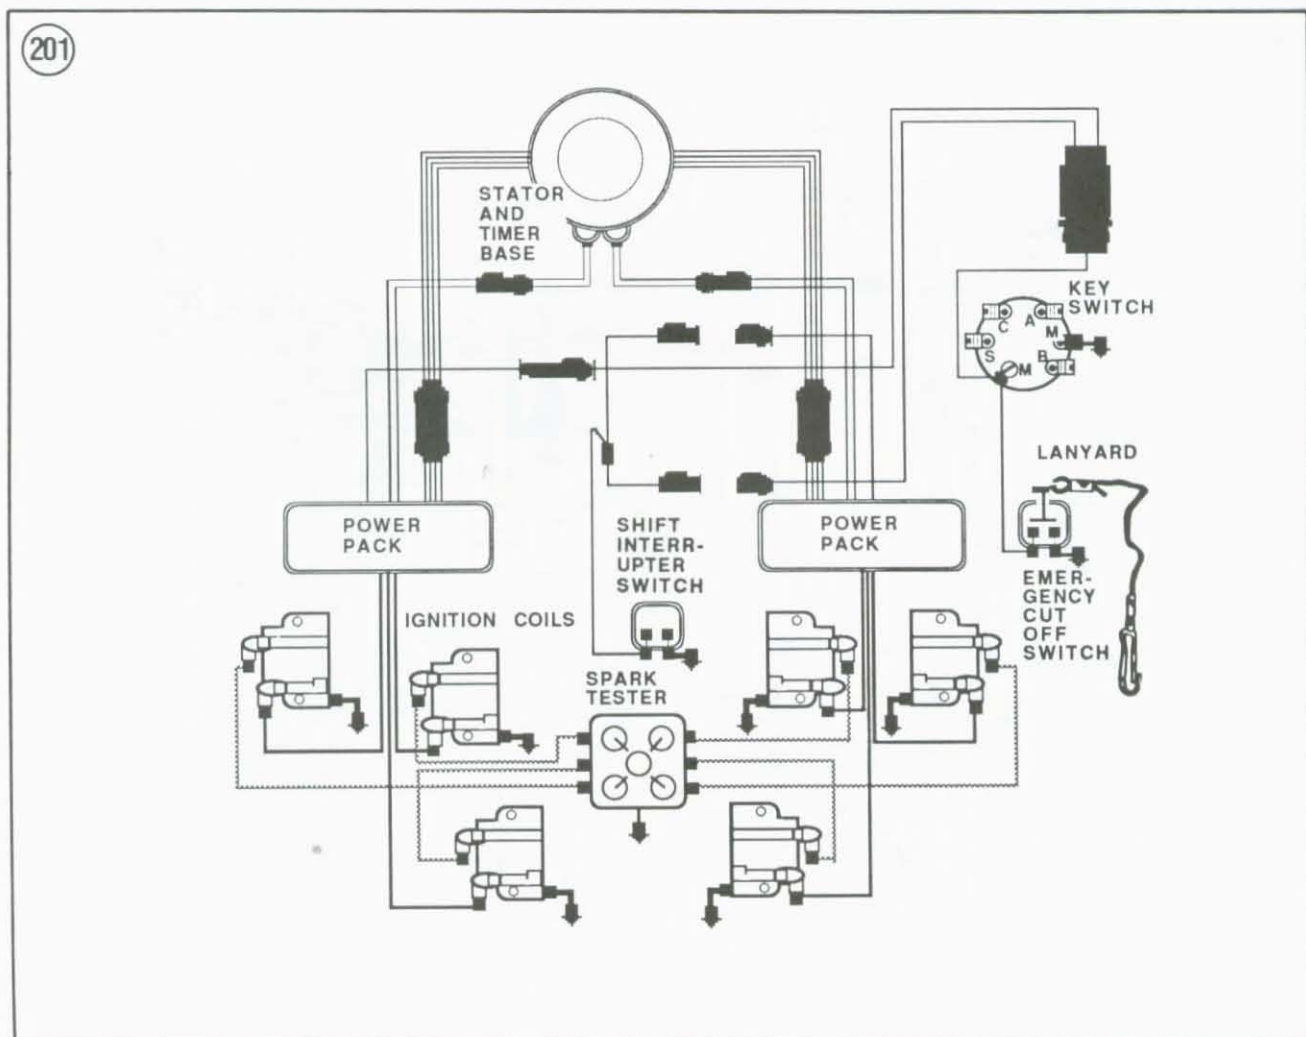 201
STATOR
AND
TIMER
BASE
KEY
SWITCH
C
A
M
S
B
M
LANYARD
POWER
PACK
SHIFT
INTERR-
UPTER
SWITCH
POWER
PACK
EMER-
GENCY
CUT
OFF
SWITCH
IGNITION COILS
SPARK
TESTER